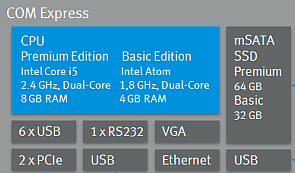 COM Express
CPU
Premium Edition Basic Edition
Intel Core i5 Intel Atom
2.4 GHz, Dual-Core 1,8 GHz, Dual-Core
8 GB RAM 4 GB RAM
mSATA
SSD
Premium
64 GB
Basic
32 GB
6 x USB 1 x RS232 VGA
2 x PCIe USB Ethernet USB